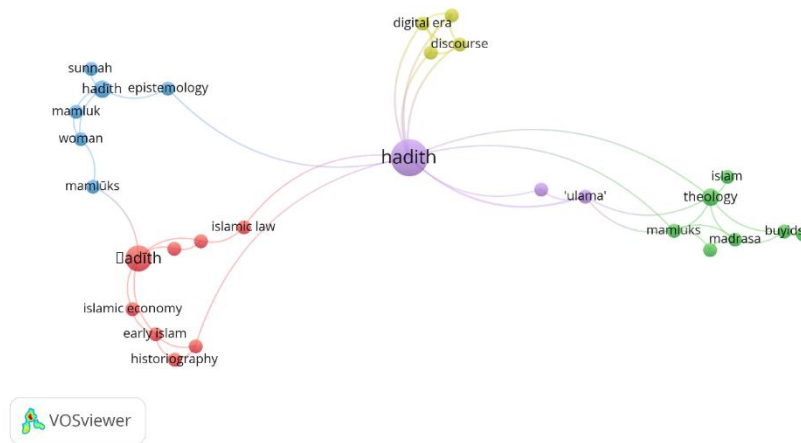 digital era
discourse
sunnah
hadith
epistemology
mamluk
woman
mamlūks
hadith
islam
'ulama'
theology
mamluks
madrasa
buyids
islamic law
▯adīth
islamic economy
early islam
historiography
VOSviewer